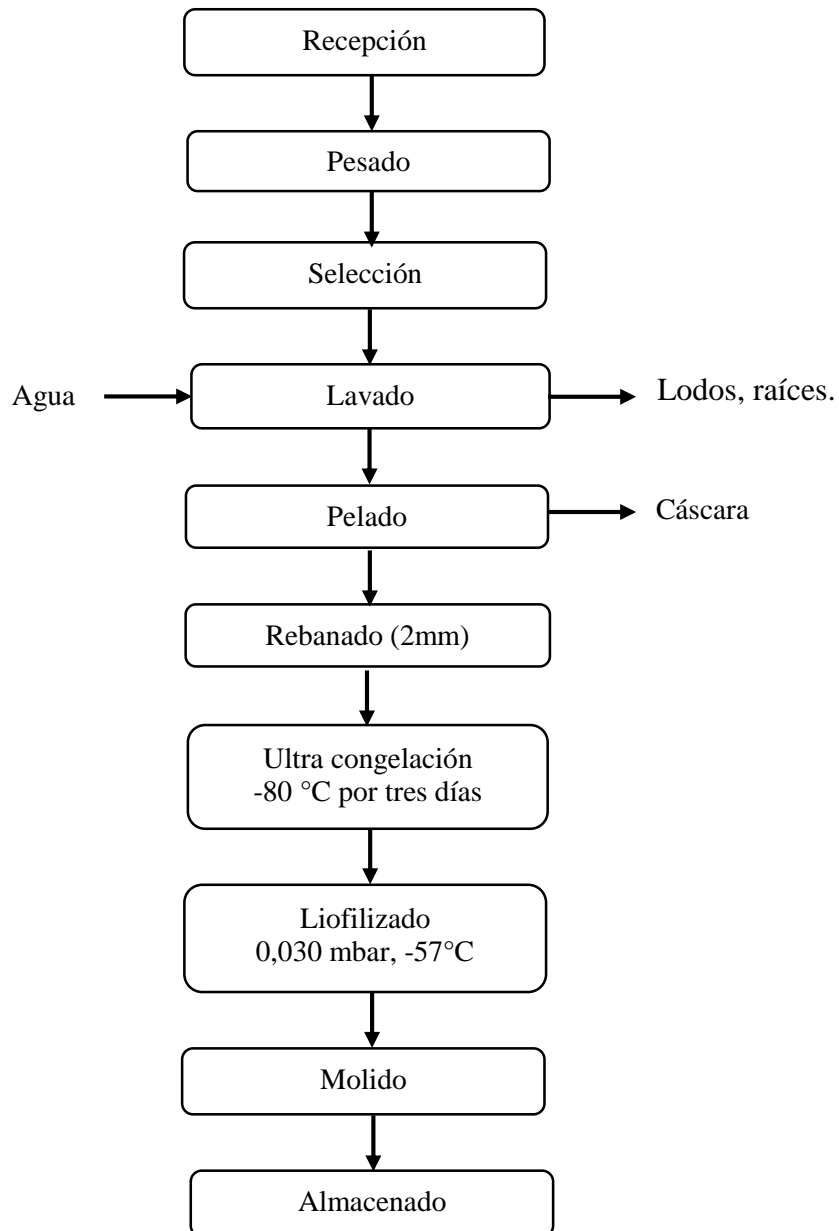 Recepción
Pesado
Selección
Agua
Lavado
Lodos, raíces.
Pelado
Cáscara
Rebanado (2mm)
Ultra congelación
-80 °C por tres días
Liofilizado
0,030 mbar, -57°C
Molido
Almacenado